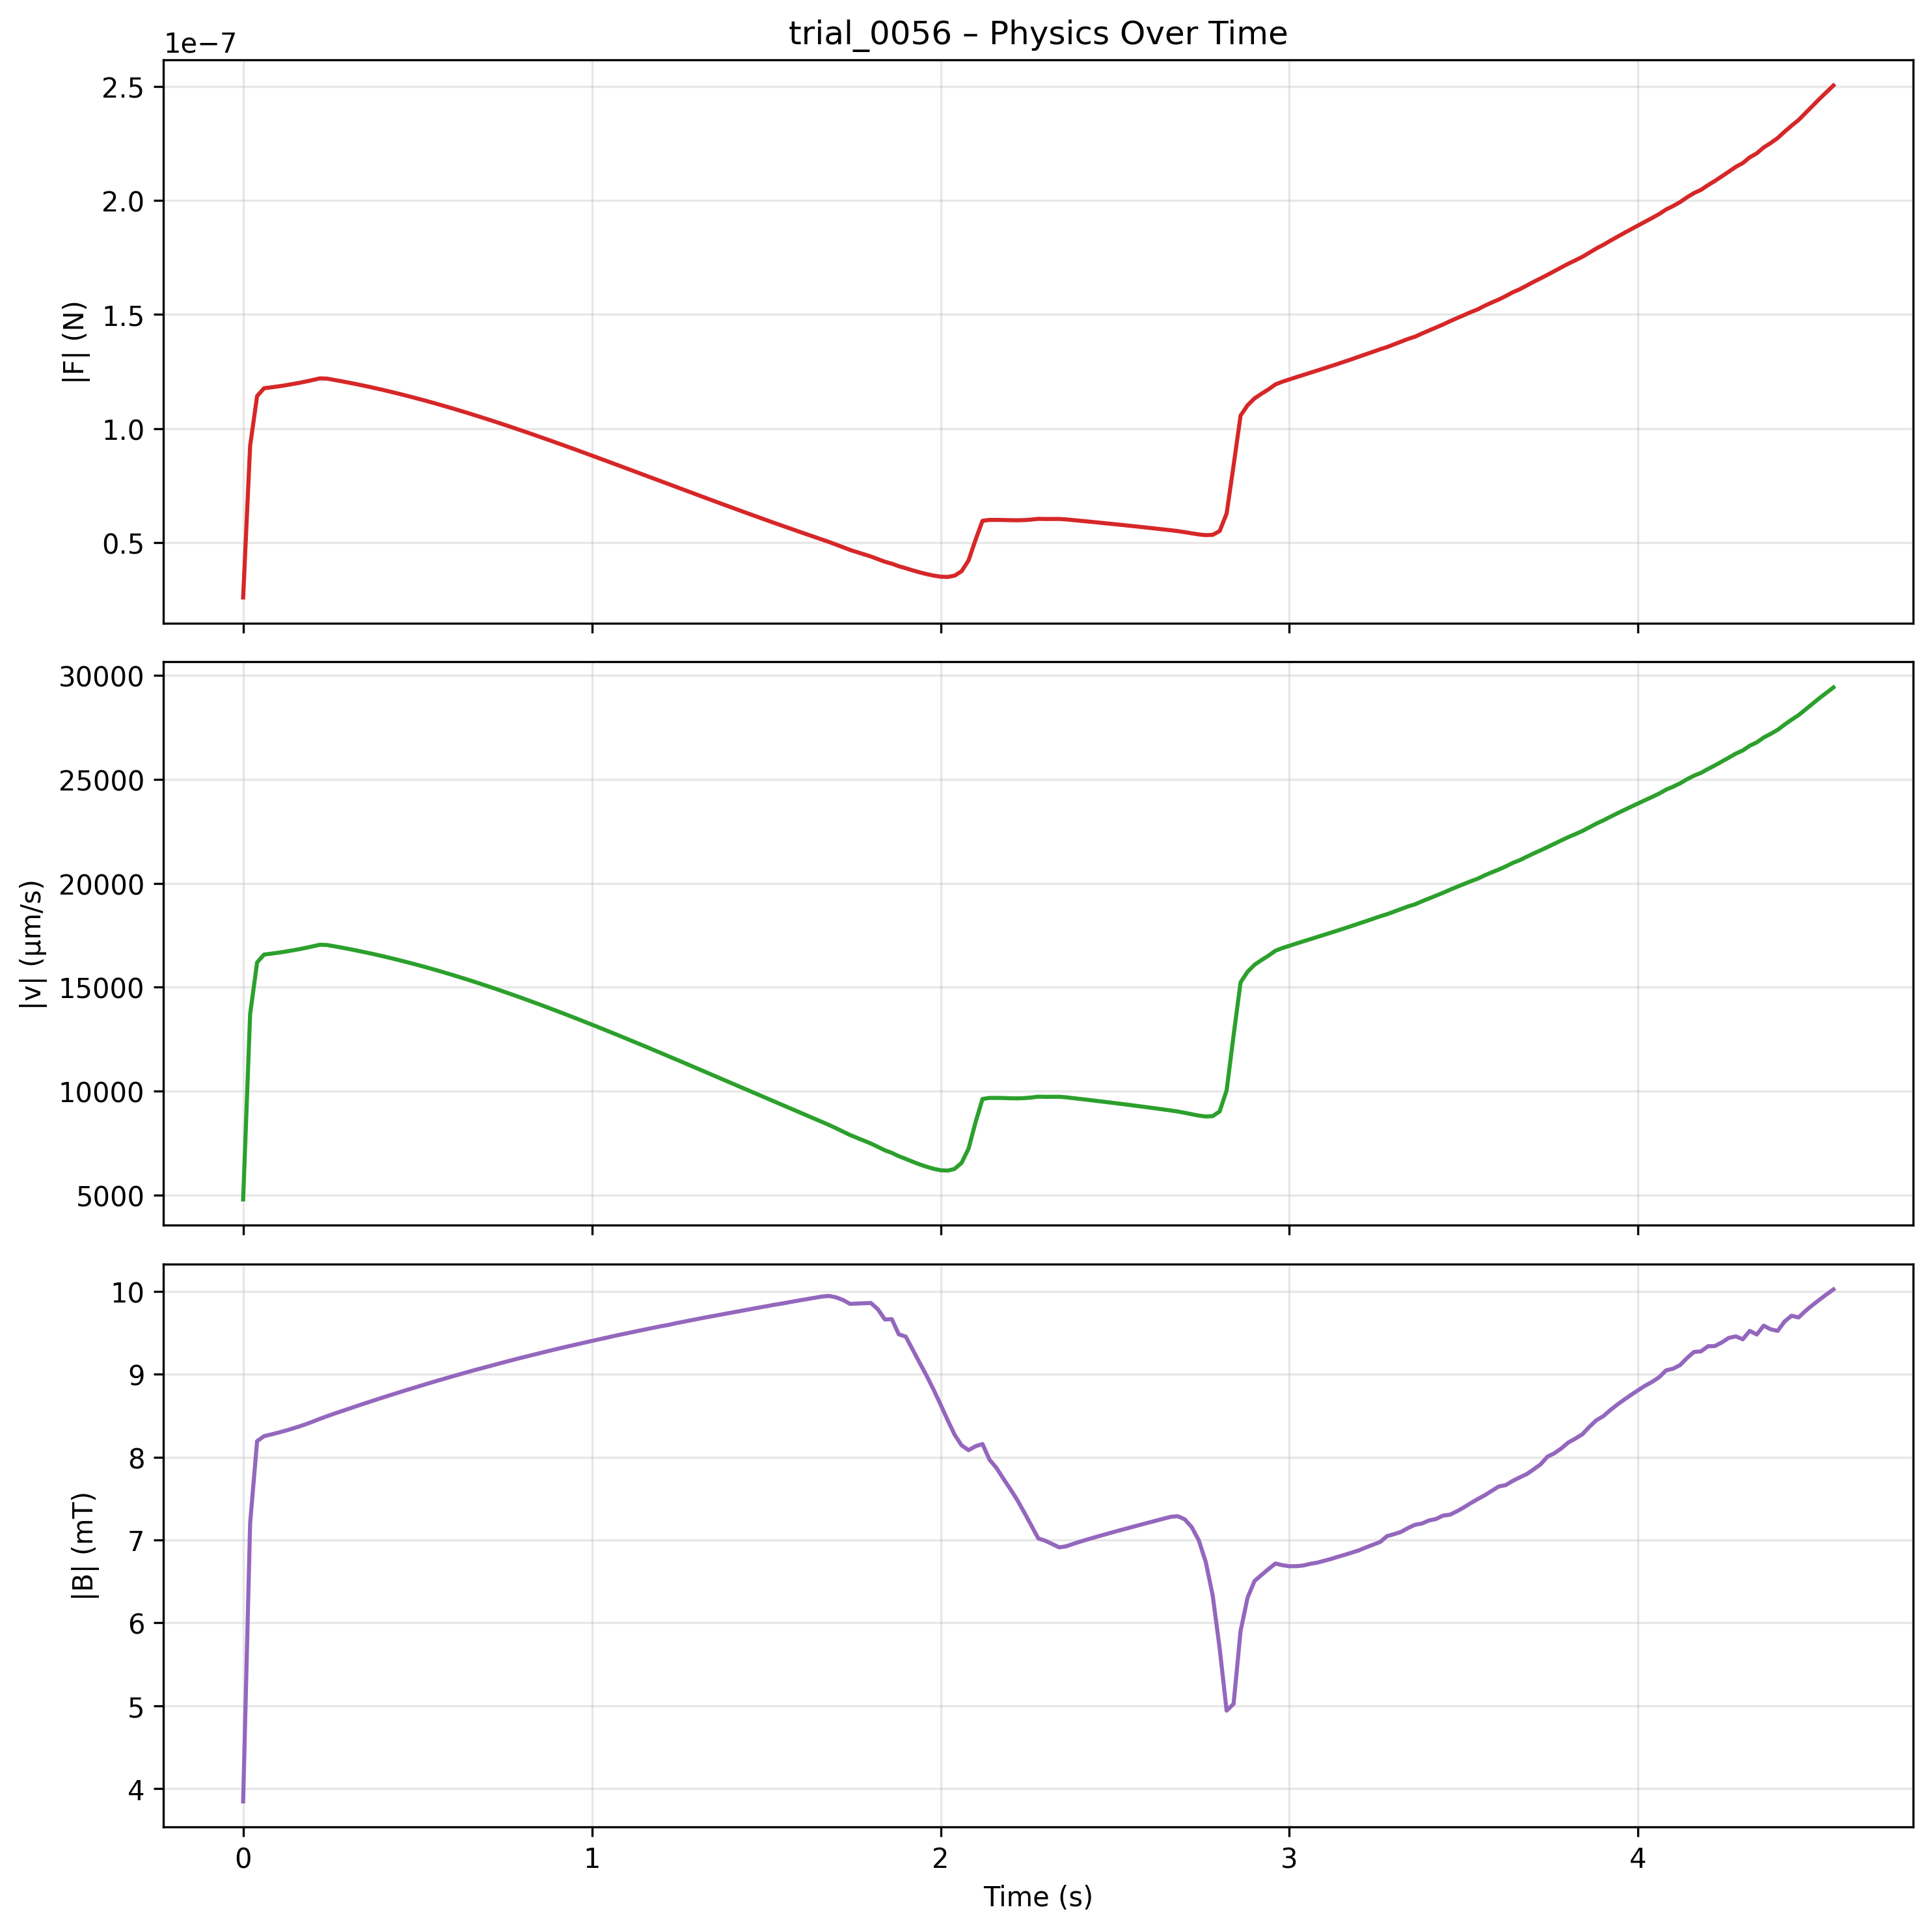 trial_0056 – Physics Over Time
1e−7
2.5
2.0
1.5
1.0
0.5
|F| (N)
30000
25000
20000
15000
10000
5000
|v| (µm/s)
10
9
8
7
6
5
4
|B| (mT)
0 1 2 3 4
Time (s)